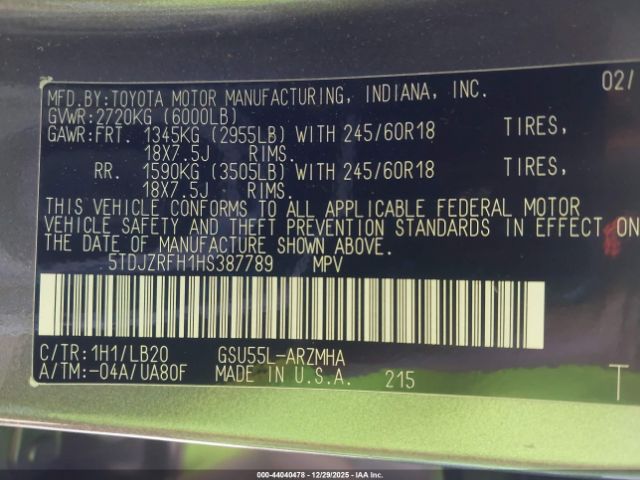 MFD.BY:TOYOTA MOTOR MANUFACTURING, INDIANA, INC. 02/
GVWR:2720KG (6000LB)
GAWR:FRT. 1345KG (2955LB) WITH 245/60R18 TIRES,
18X7.5J RIMS.
RR. 1590KG (3505LB) WITH 245/60R18 TIRES,
18X7.5J RIMS.
THIS VEHICLE CONFORMS TO ALL APPLICABLE FEDERAL MOTOR
VEHICLE SAFETY AND THEFT PREVENTION STANDARDS IN EFFECT ON
THE DATE OF MANUFACTURE SHOWN ABOVE.
5TDJZRFH1HS387789 MPV
C/TR:1H1/LB20 GSU55L-ARZMHA
A/TM:-04A/UA80F MADE IN U.S.A. 215 T
000-44040478 - 12/29/2025 - IAA Inc.